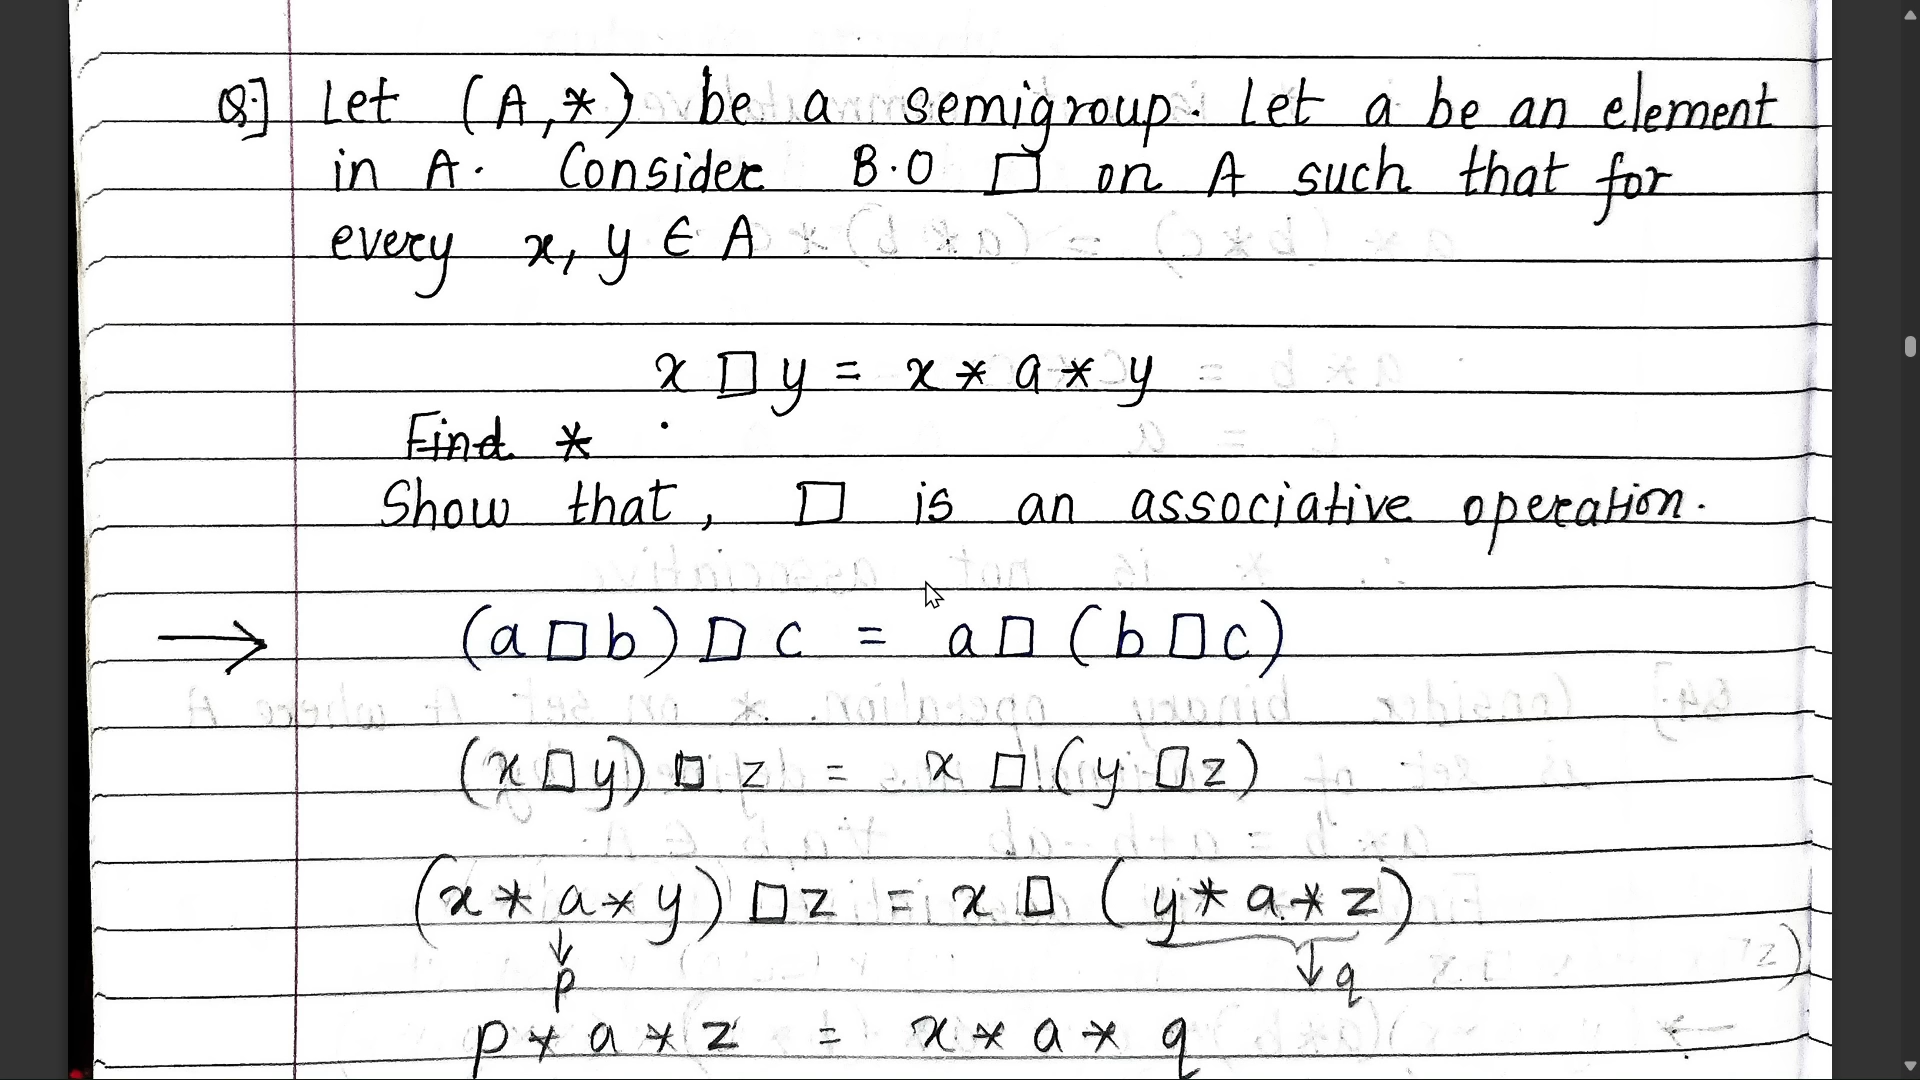 Q.] Let (A,*) be a semigroup. Let a be an element
in A. Consider B.O □ on A such that for
every x, y ∈ A
x □ y = x * a * y
Find *
Show that, □ is an associative operation.
→ (a □ b) □ c = a □ (b □ c)
(x □ y) □ z = x □ (y □ z)
(x * a * y) □ z = x □ (y * a * z)
↓ p ↓ q
p * a * z = x * a * q